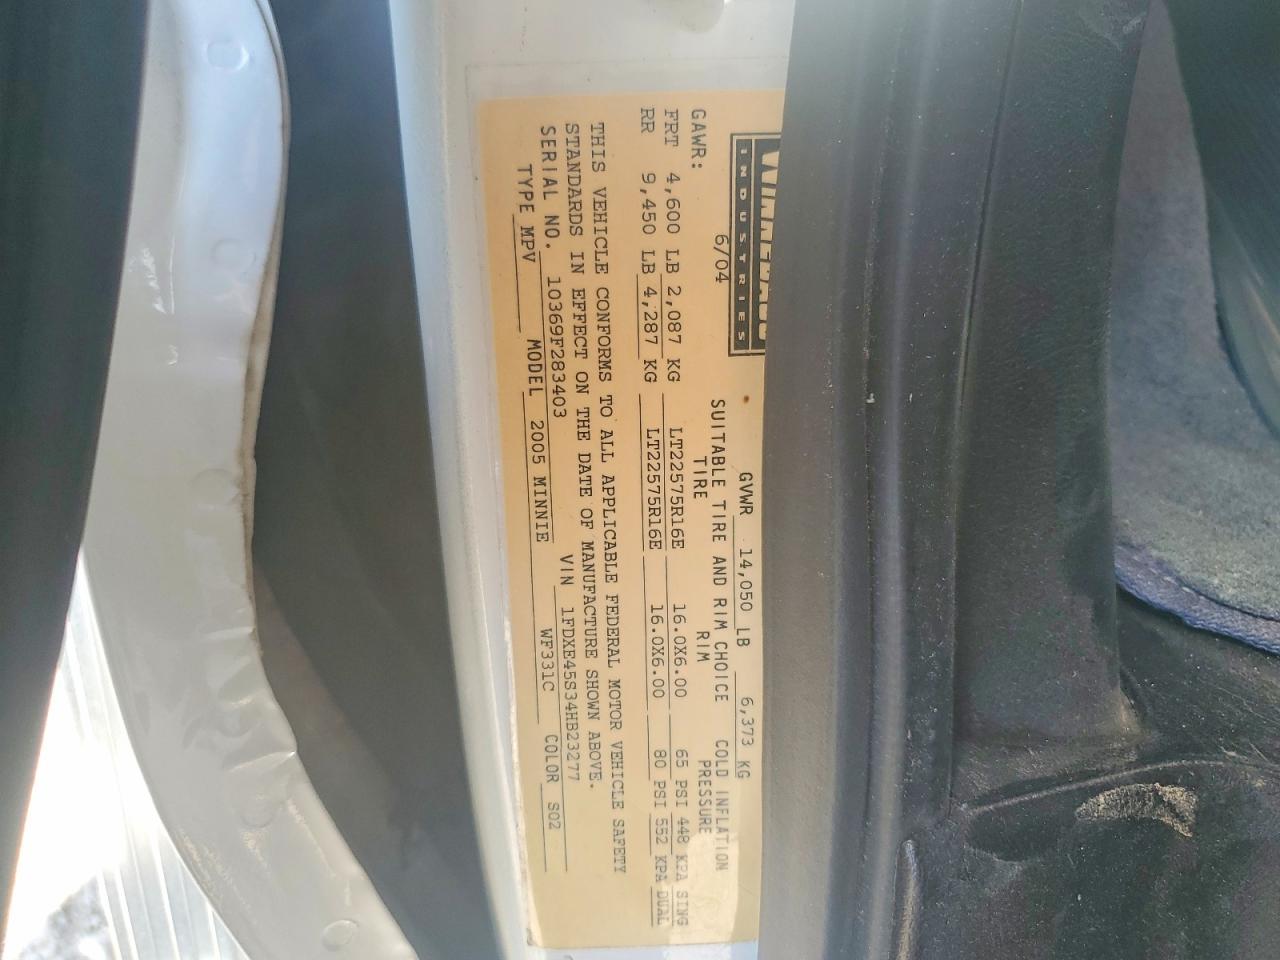 WINNEBAGO
INDUSTRIES
6/04
GVWR 14,050 LB 6,373 KG
SUITABLE TIRE AND RIM CHOICE COLD INFLATION
GAWR: TIRE RIM PRESSURE
FRT 4,600 LB 2,087 KG LT22575R16E 16.0X6.00 65 PSI 448 KPA SING
RR 9,450 LB 4,287 KG LT22575R16E 16.0X6.00 80 PSI 552 KPA DUAL
THIS VEHICLE CONFORMS TO ALL APPLICABLE FEDERAL MOTOR VEHICLE SAFETY
STANDARDS IN EFFECT ON THE DATE OF MANUFACTURE SHOWN ABOVE.
SERIAL NO. 10369F283403 VIN 1FDXE45S34HB23277
TYPE MPV MODEL 2005 MINNIE WF331C COLOR S02